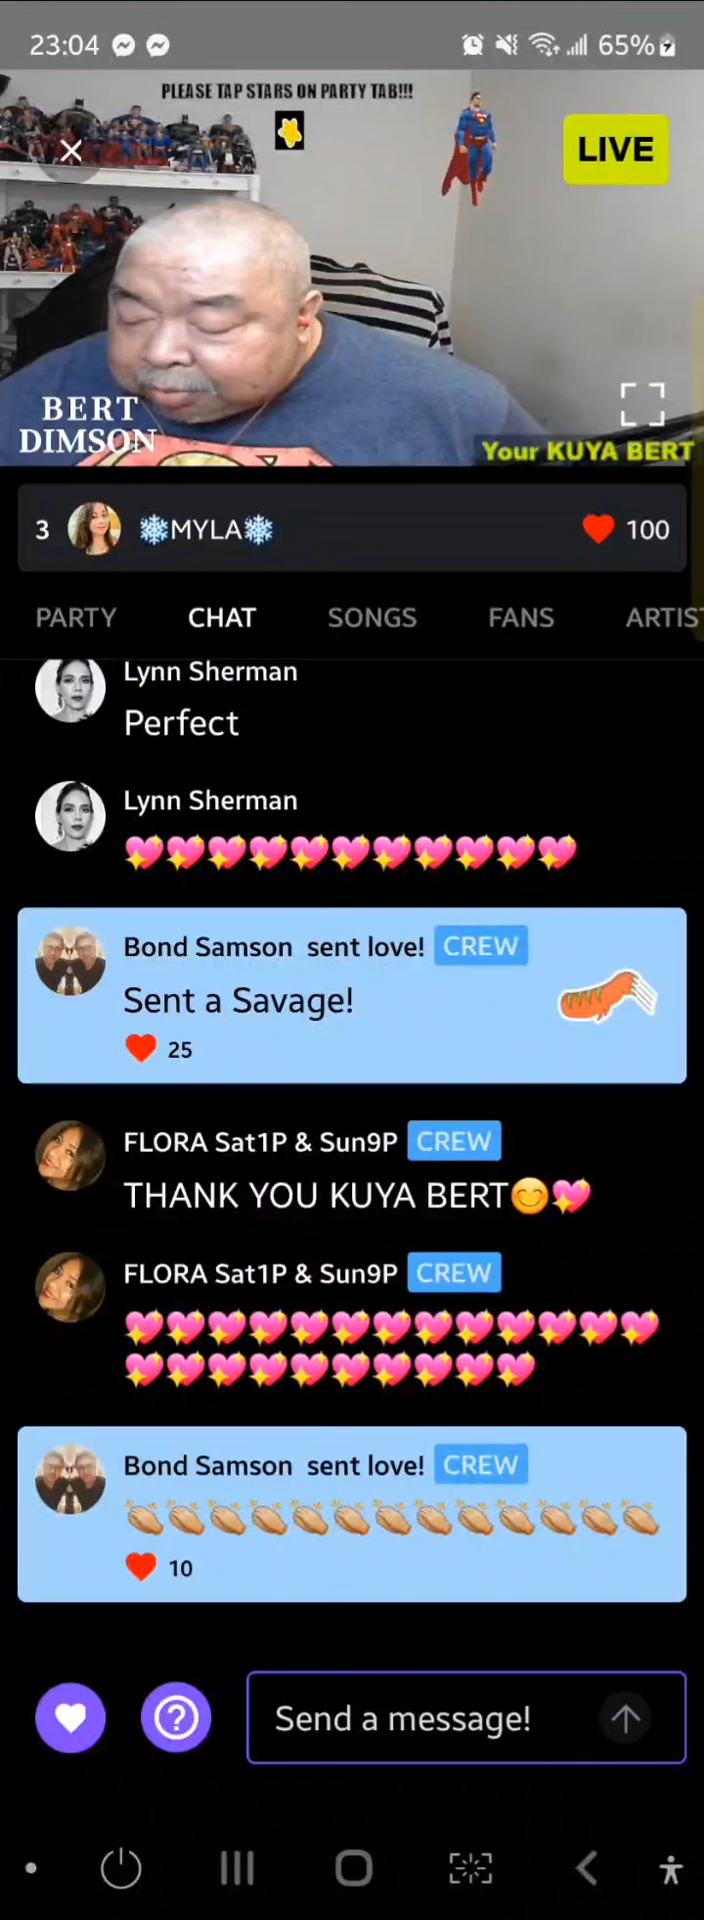 23:04
65%
PLEASE TAP STARS ON PARTY TAB!!!
LIVE
BERT
DIMSON
Your KUYA BERT
3 ❄MYLA❄ ❤ 100
PARTY CHAT SONGS FANS ARTIS
Lynn Sherman
Perfect
Lynn Sherman
💖💖💖💖💖💖💖💖💖💖💖
Bond Samson sent love! CREW
Sent a Savage!
❤ 25
FLORA Sat1P & Sun9P CREW
THANK YOU KUYA BERT😊💖
FLORA Sat1P & Sun9P CREW
💖💖💖💖💖💖💖💖💖💖💖💖💖
💖💖💖💖💖💖💖💖💖💖
Bond Samson sent love! CREW
👏🏼👏🏼👏🏼👏🏼👏🏼👏🏼👏🏼👏🏼👏🏼👏🏼👏🏼👏🏼👏🏼
❤ 10
Send a message!